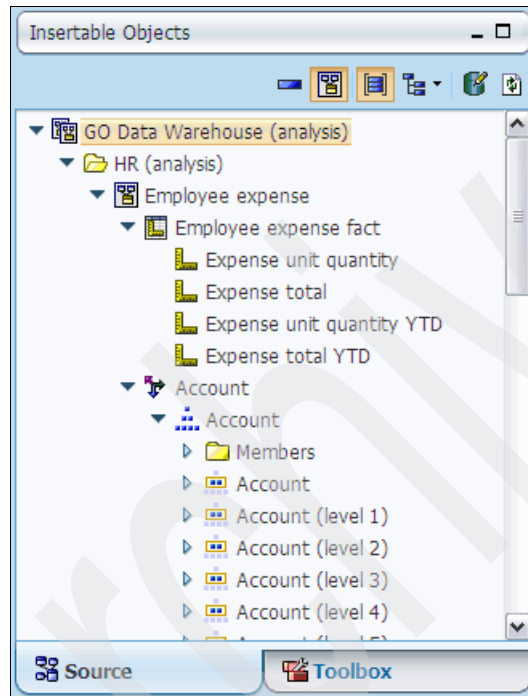 Insertable Objects
GO Data Warehouse (analysis)
HR (analysis)
Employee expense
Employee expense fact
Expense unit quantity
Expense total
Expense unit quantity YTD
Expense total YTD
Account
Account
Members
Account
Account (level 1)
Account (level 2)
Account (level 3)
Account (level 4)
Source
Toolbox